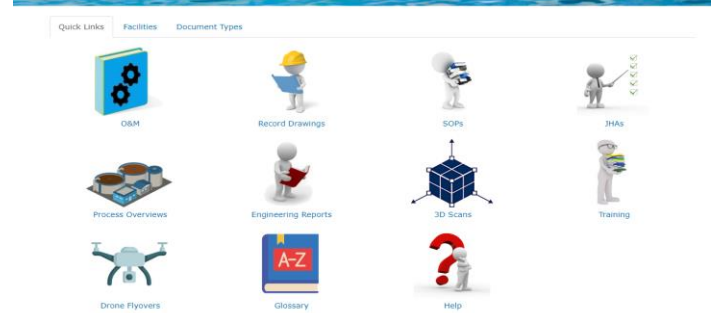 Quick Links Facilities Document Types
O&M Record Drawings SOPs JHAs
Process Overviews Engineering Reports 3D Scans Training
A-Z
Drone Flyovers Glossary Help